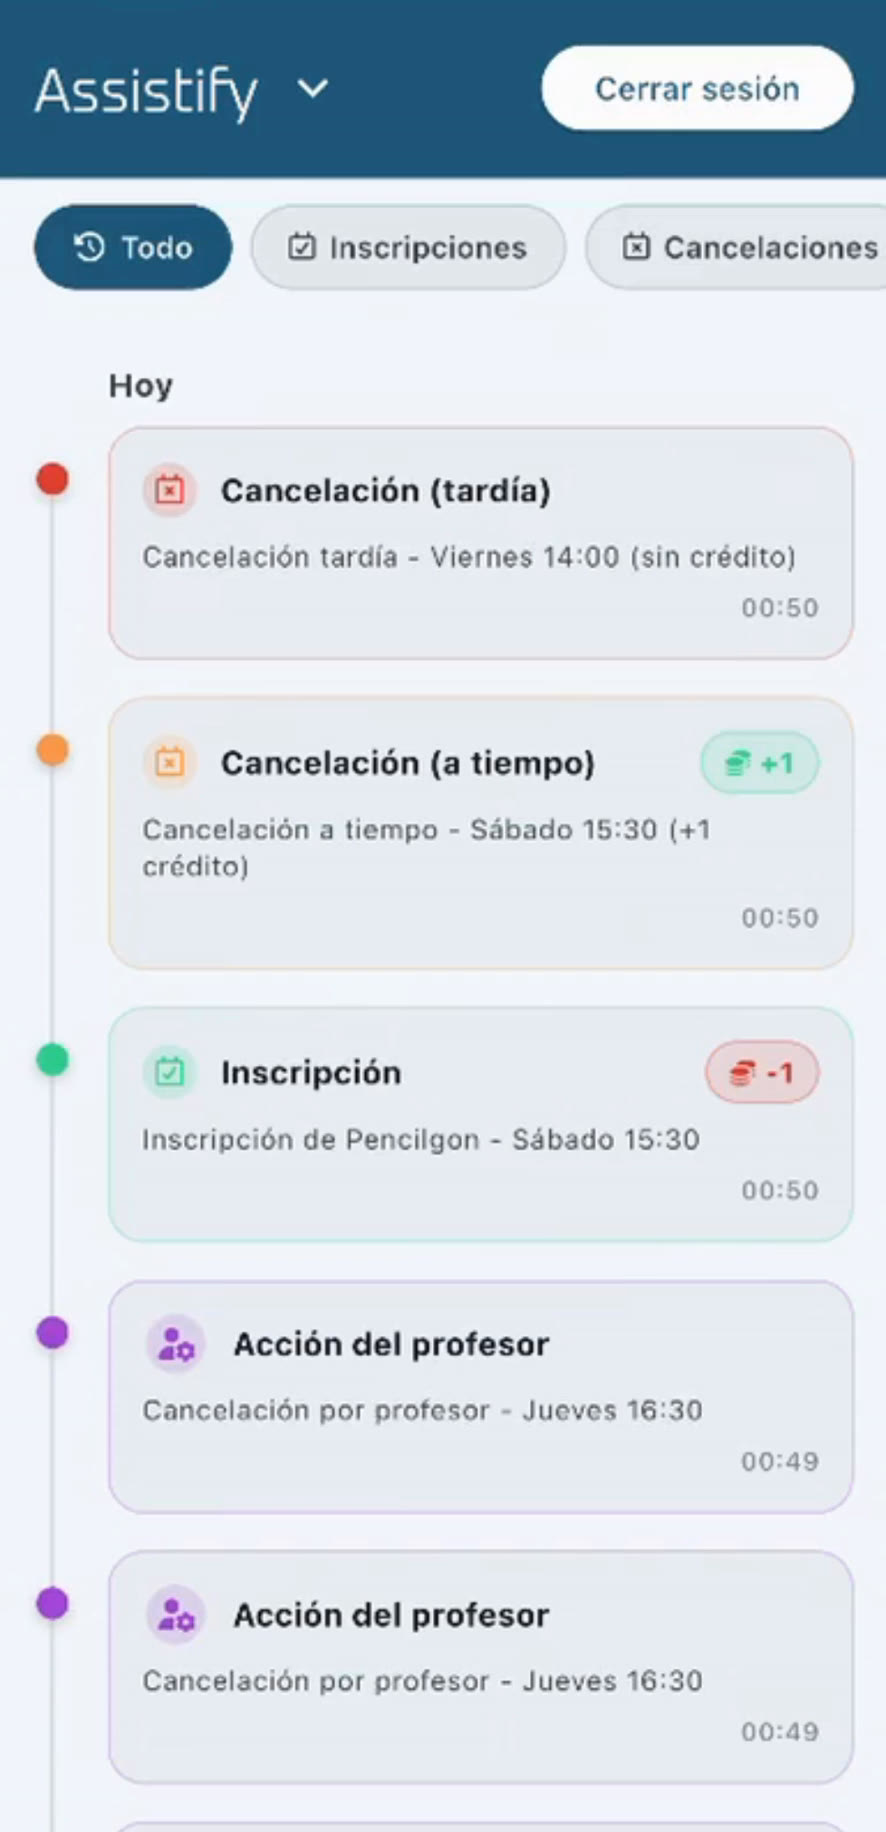 Assistify
Cerrar sesión
Todo
Inscripciones
Cancelaciones
Hoy
Cancelación (tardía)
Cancelación tardía - Viernes 14:00 (sin crédito)
00:50
Cancelación (a tiempo)
+1
Cancelación a tiempo - Sábado 15:30 (+1
crédito)
00:50
Inscripción
-1
Inscripción de Pencilgon - Sábado 15:30
00:50
Acción del profesor
Cancelación por profesor - Jueves 16:30
00:49
Acción del profesor
Cancelación por profesor - Jueves 16:30
00:49